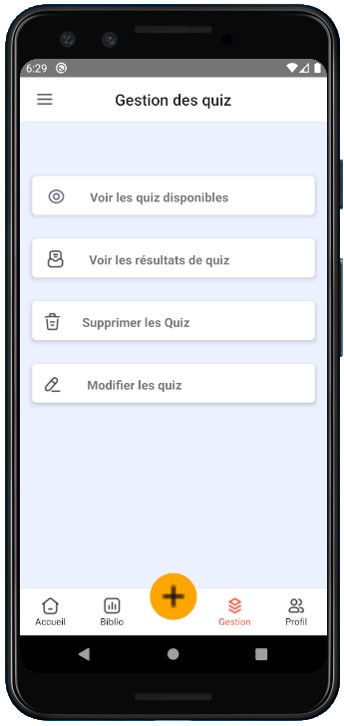 6:29
Gestion des quiz
Voir les quiz disponibles
Voir les résultats de quiz
Supprimer les Quiz
Modifier les quiz
Accueil
Biblio
Gestion
Profil